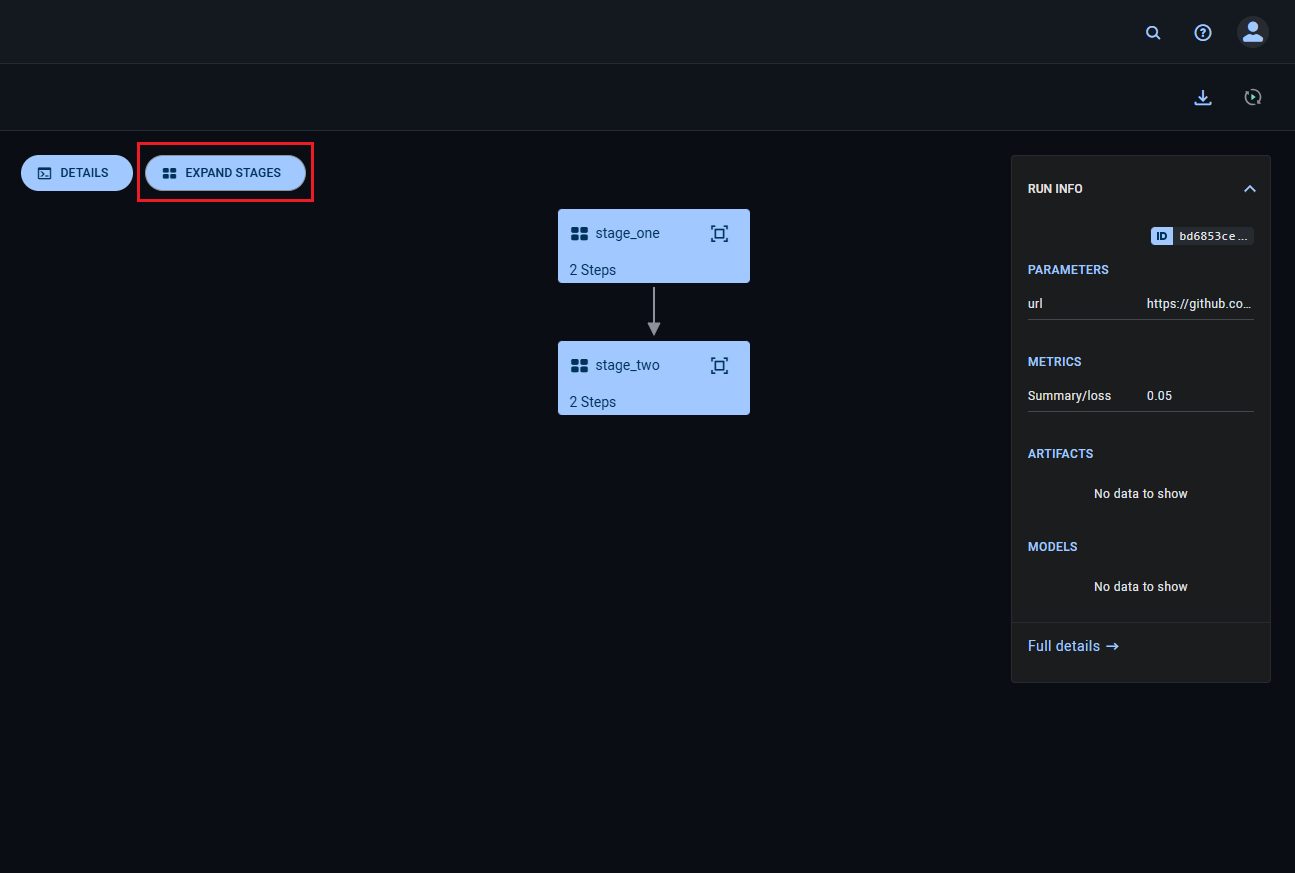 DETAILS
EXPAND STAGES
stage_one
2 Steps
stage_two
2 Steps
RUN INFO
ID bd6853ce...
PARAMETERS
url https://github.co...
METRICS
Summary/loss 0.05
ARTIFACTS
No data to show
MODELS
No data to show
Full details →